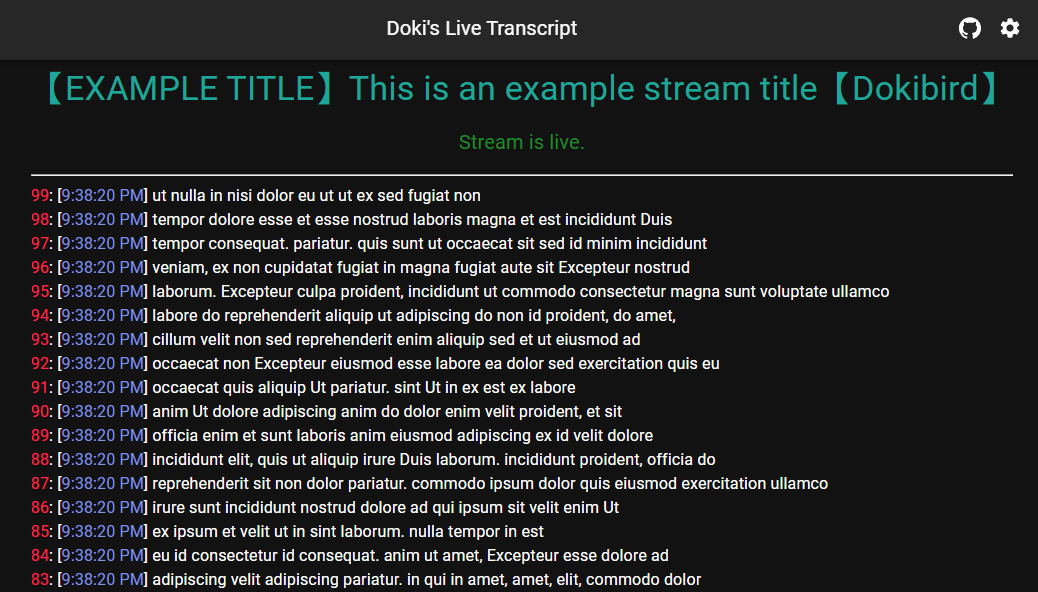 Doki's Live Transcript
【EXAMPLE TITLE】This is an example stream title【Dokibird】
Stream is live.
99: [9:38:20 PM] ut nulla in nisi dolor eu ut ut ex sed fugiat non
98: [9:38:20 PM] tempor dolore esse et esse nostrud laboris magna et est incididunt Duis
97: [9:38:20 PM] tempor consequat. pariatur. quis sunt ut occaecat sit sed id minim incididunt
96: [9:38:20 PM] veniam, ex non cupidatat fugiat in magna fugiat aute sit Excepteur nostrud
95: [9:38:20 PM] laborum. Excepteur culpa proident, incididunt ut commodo consectetur magna sunt voluptate ullamco
94: [9:38:20 PM] labore do reprehenderit aliquip ut adipiscing do non id proident, do amet,
93: [9:38:20 PM] cillum velit non sed reprehenderit enim aliquip sed et ut eiusmod ad
92: [9:38:20 PM] occaecat non Excepteur eiusmod esse labore ea dolor sed exercitation quis eu
91: [9:38:20 PM] occaecat quis aliquip Ut pariatur. sint Ut in ex est ex labore
90: [9:38:20 PM] anim Ut dolore adipiscing anim do dolor enim velit proident, et sit
89: [9:38:20 PM] officia enim et sunt laboris anim eiusmod adipiscing ex id velit dolore
88: [9:38:20 PM] incididunt elit, quis ut aliquip irure Duis laborum. incididunt proident, officia do
87: [9:38:20 PM] reprehenderit sit non dolor pariatur. commodo ipsum dolor quis eiusmod exercitation ullamco
86: [9:38:20 PM] irure sunt incididunt nostrud dolore ad qui ipsum sit velit enim Ut
85: [9:38:20 PM] ex ipsum et velit ut in sint laborum. nulla tempor in est
84: [9:38:20 PM] eu id consectetur id consequat. anim ut amet, Excepteur esse dolore ad
83: [9:38:20 PM] adipiscing velit adipiscing pariatur. in qui in amet, amet, elit, commodo dolor